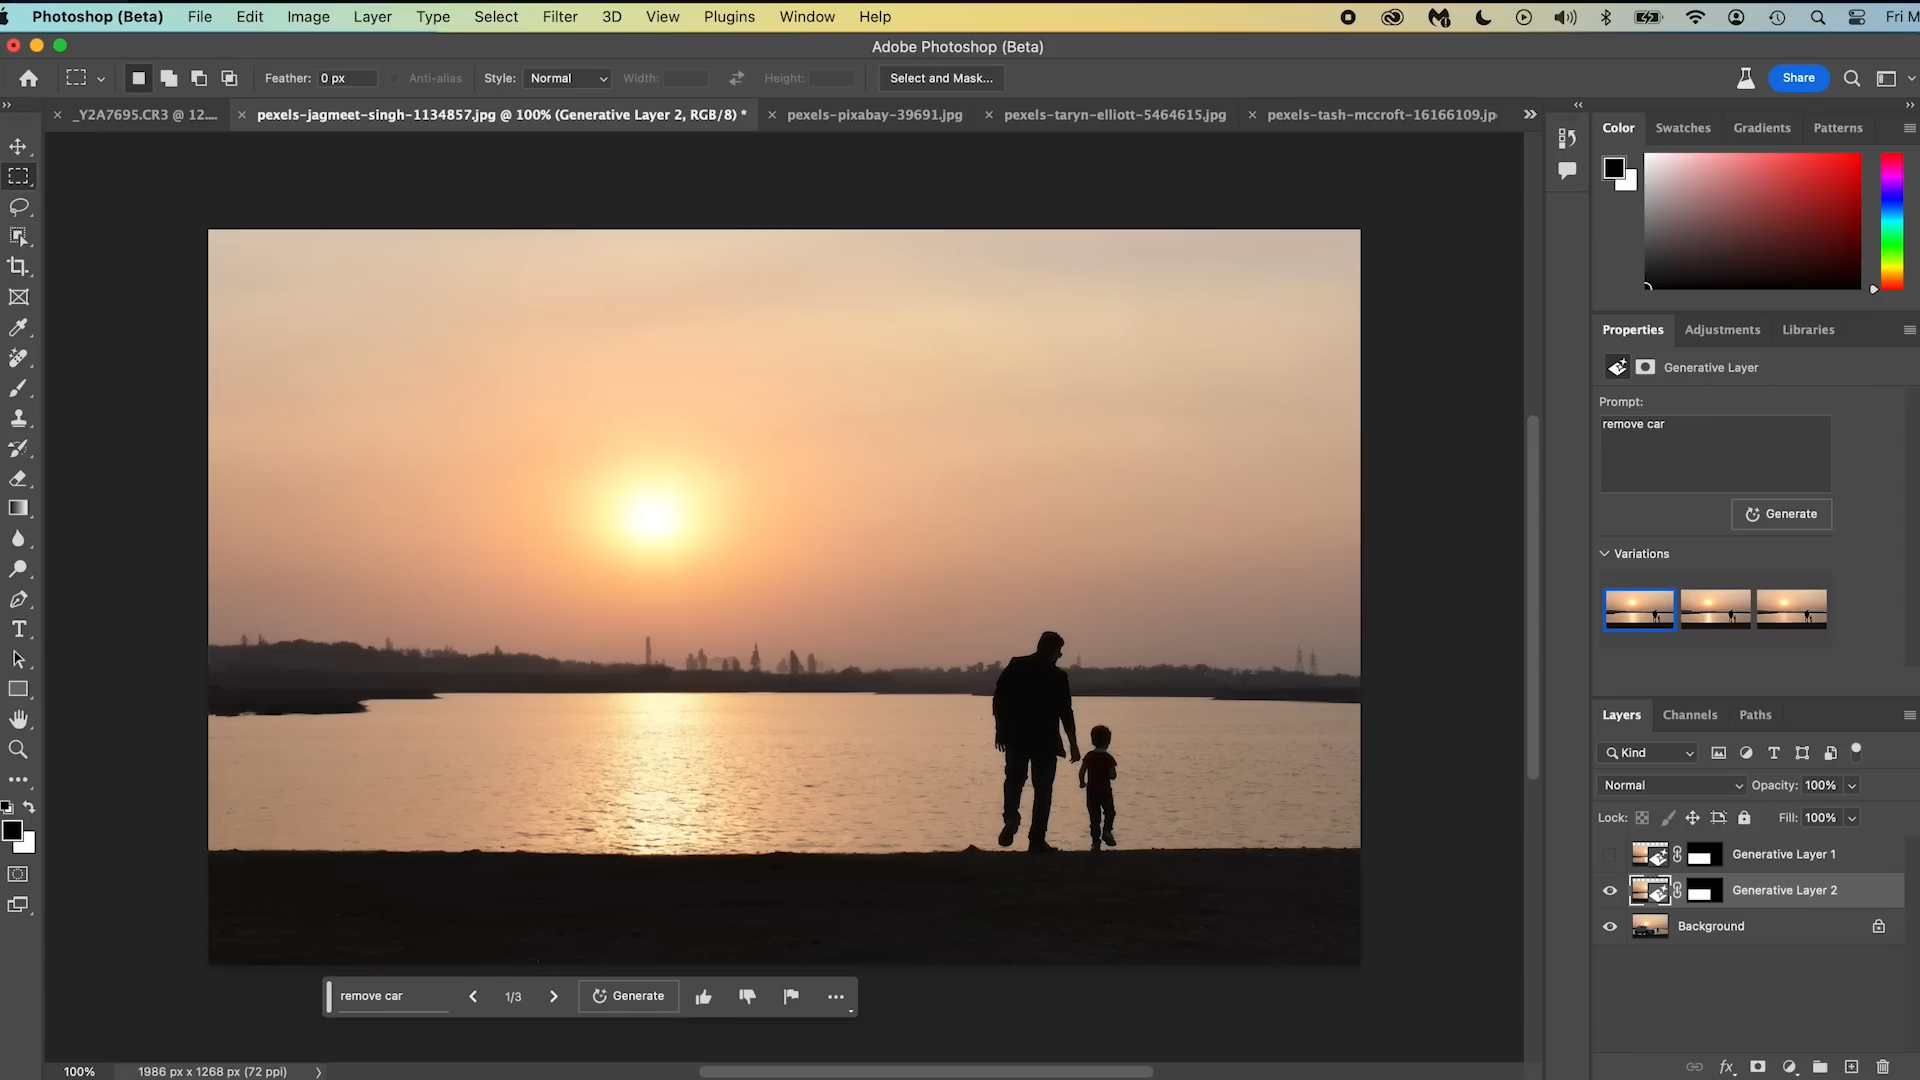 Photoshop (Beta) File Edit Image Layer Type Select Filter 3D View Plugins Window Help Fri M
Adobe Photoshop (Beta)
Feather: 0 px Anti-alias Style: Normal Width: Height: Select and Mask... Share
_Y2A7695.CR3 @ 12.... pexels-jagmeet-singh-1134857.jpg @ 100% (Generative Layer 2, RGB/8) * pexels-pixabay-39691.jpg pexels-taryn-elliott-5464615.jpg pexels-tash-mccroft-16166109.jp
Color Swatches Gradients Patterns
Properties Adjustments Libraries
Generative Layer
Prompt:
remove car
Generate
Variations
Layers Channels Paths
Kind
Normal Opacity: 100%
Lock: Fill: 100%
Generative Layer 1
Generative Layer 2
Background
remove car 1/3 Generate
100% 1986 px x 1268 px (72 ppi)